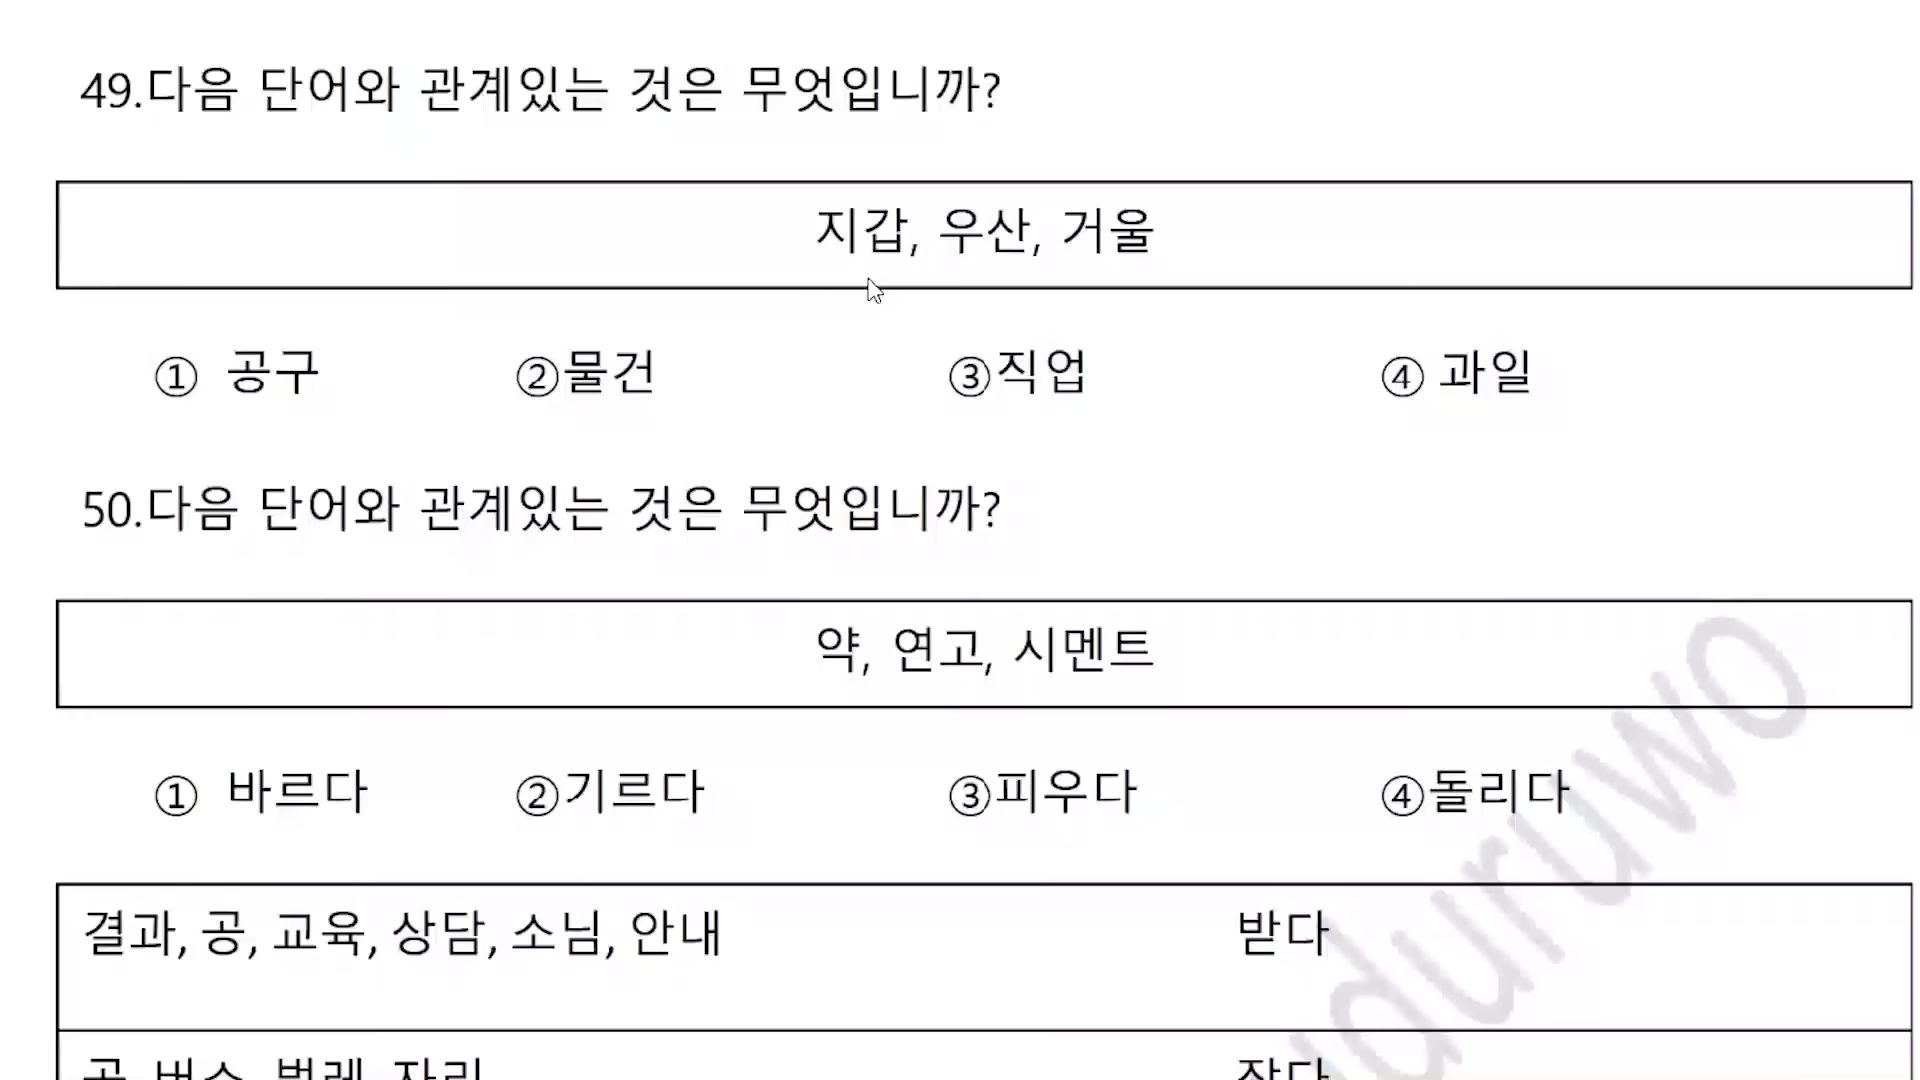 49.다음 단어와 관계있는 것은 무엇입니까?
지갑, 우산, 거울
① 공구 ②물건 ③직업 ④ 과일
50.다음 단어와 관계있는 것은 무엇입니까?
약, 연고, 시멘트
① 바르다 ②기르다 ③피우다 ④돌리다
결과, 공, 교육, 상담, 소님, 안내 받다